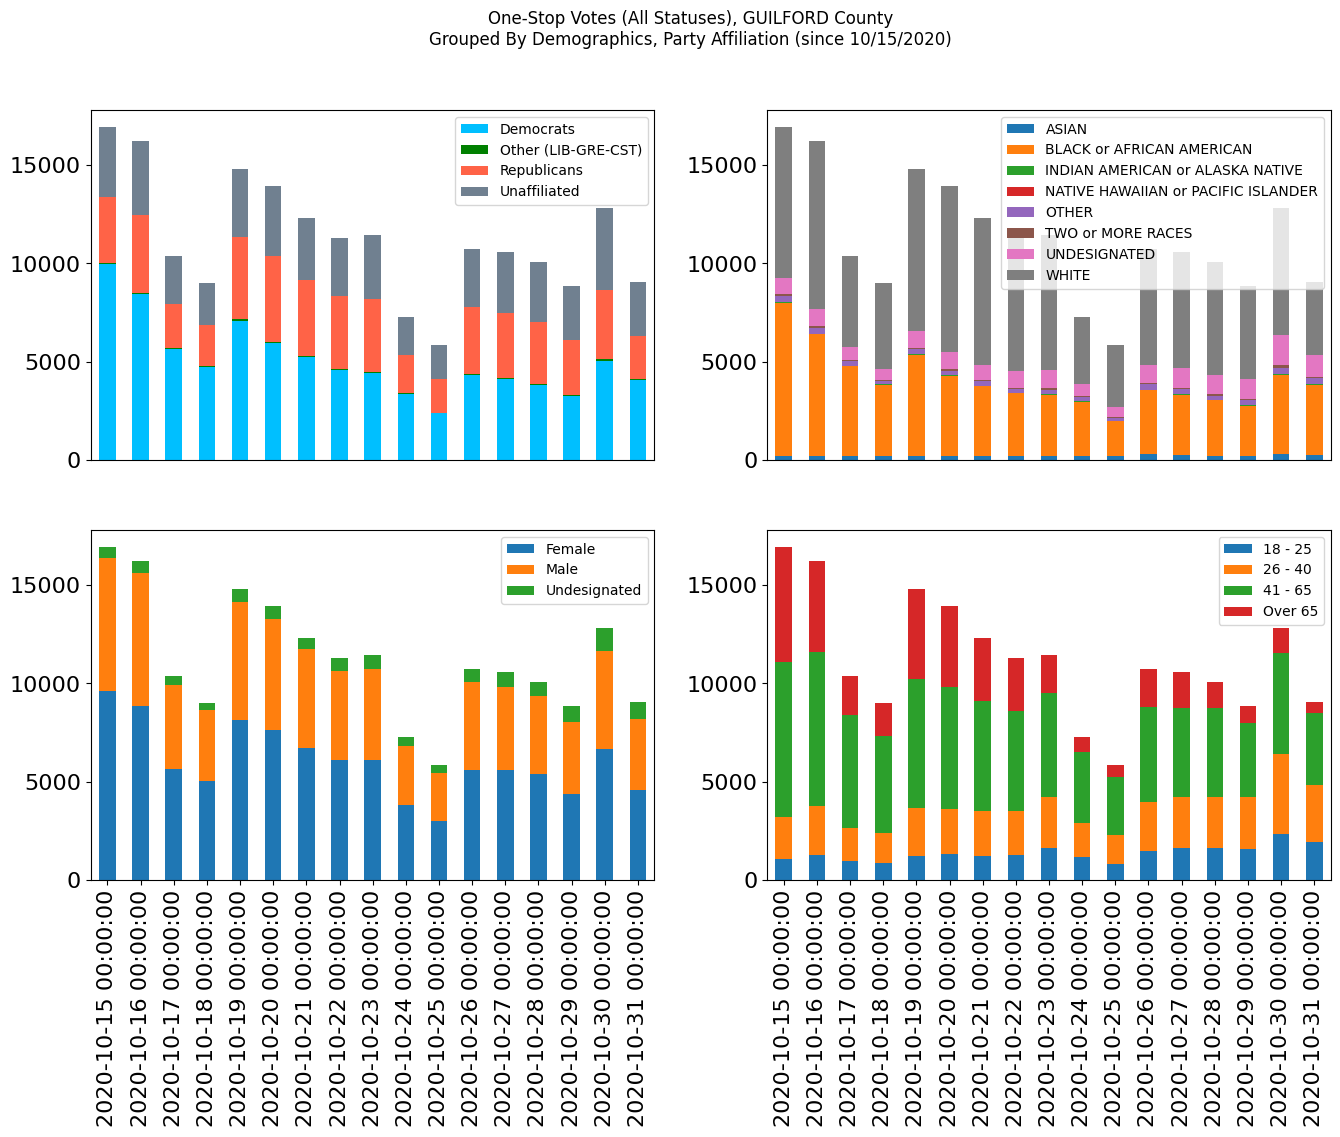 One-Stop Votes (All Statuses), GUILFORD County
Grouped By Demographics, Party Affiliation (since 10/15/2020)
15000
10000
5000
0
Democrats
Other (LIB-GRE-CST)
Republicans
Unaffiliated
15000
10000
5000
0
ASIAN
BLACK or AFRICAN AMERICAN
INDIAN AMERICAN or ALASKA NATIVE
NATIVE HAWAIIAN or PACIFIC ISLANDER
OTHER
TWO or MORE RACES
UNDESIGNATED
WHITE
15000
10000
5000
0
Female
Male
Undesignated
2020-10-15 00:00:00
2020-10-16 00:00:00
2020-10-17 00:00:00
2020-10-18 00:00:00
2020-10-19 00:00:00
2020-10-20 00:00:00
2020-10-21 00:00:00
2020-10-22 00:00:00
2020-10-23 00:00:00
2020-10-24 00:00:00
2020-10-25 00:00:00
2020-10-26 00:00:00
2020-10-27 00:00:00
2020-10-28 00:00:00
2020-10-29 00:00:00
2020-10-30 00:00:00
2020-10-31 00:00:00
15000
10000
5000
0
18 - 25
26 - 40
41 - 65
Over 65
2020-10-15 00:00:00
2020-10-16 00:00:00
2020-10-17 00:00:00
2020-10-18 00:00:00
2020-10-19 00:00:00
2020-10-20 00:00:00
2020-10-21 00:00:00
2020-10-22 00:00:00
2020-10-23 00:00:00
2020-10-24 00:00:00
2020-10-25 00:00:00
2020-10-26 00:00:00
2020-10-27 00:00:00
2020-10-28 00:00:00
2020-10-29 00:00:00
2020-10-30 00:00:00
2020-10-31 00:00:00